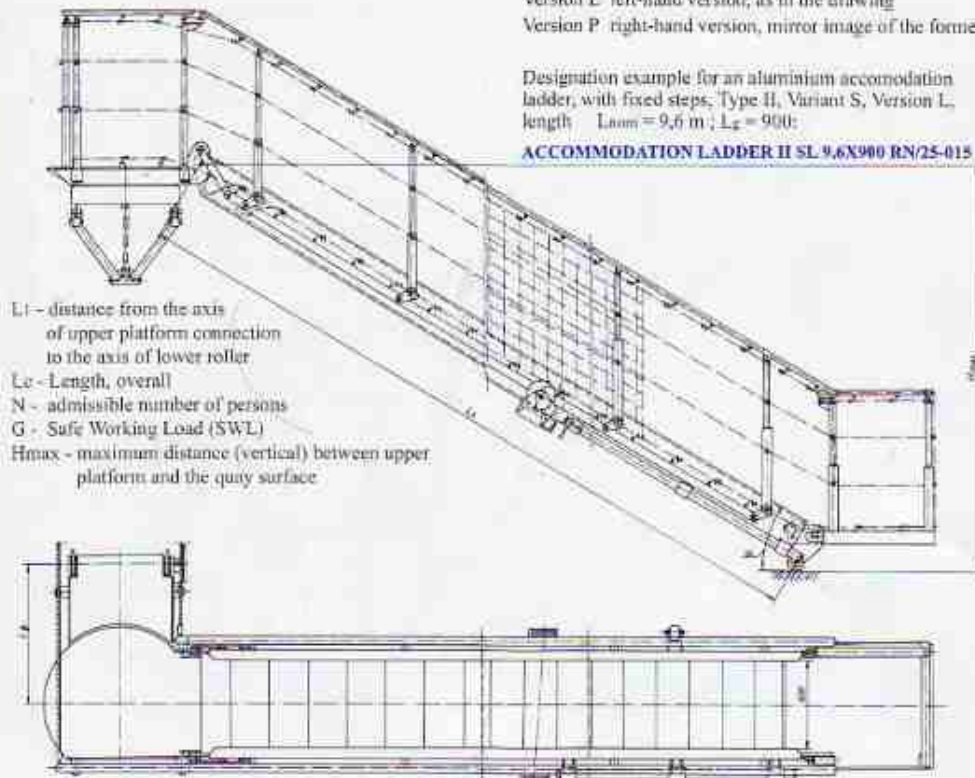 Version L left-hand version, as in the drawing
Version P right-hand version, mirror image of the forme
Designation example for an aluminium accomodation
ladder, with fixed steps, Type II, Variant S, Version L,
length Lnom = 9,6 m ; Lg = 900:
ACCOMMODATION LADDER II SL 9.6X900 RN/25-015
L1 - distance from the axis
of upper platform connection
to the axis of lower roller
Lc - Length, overall
N - admissible number of persons
G - Safe Working Load (SWL)
Hmax - maximum distance (vertical) between upper
platform and the quay surface